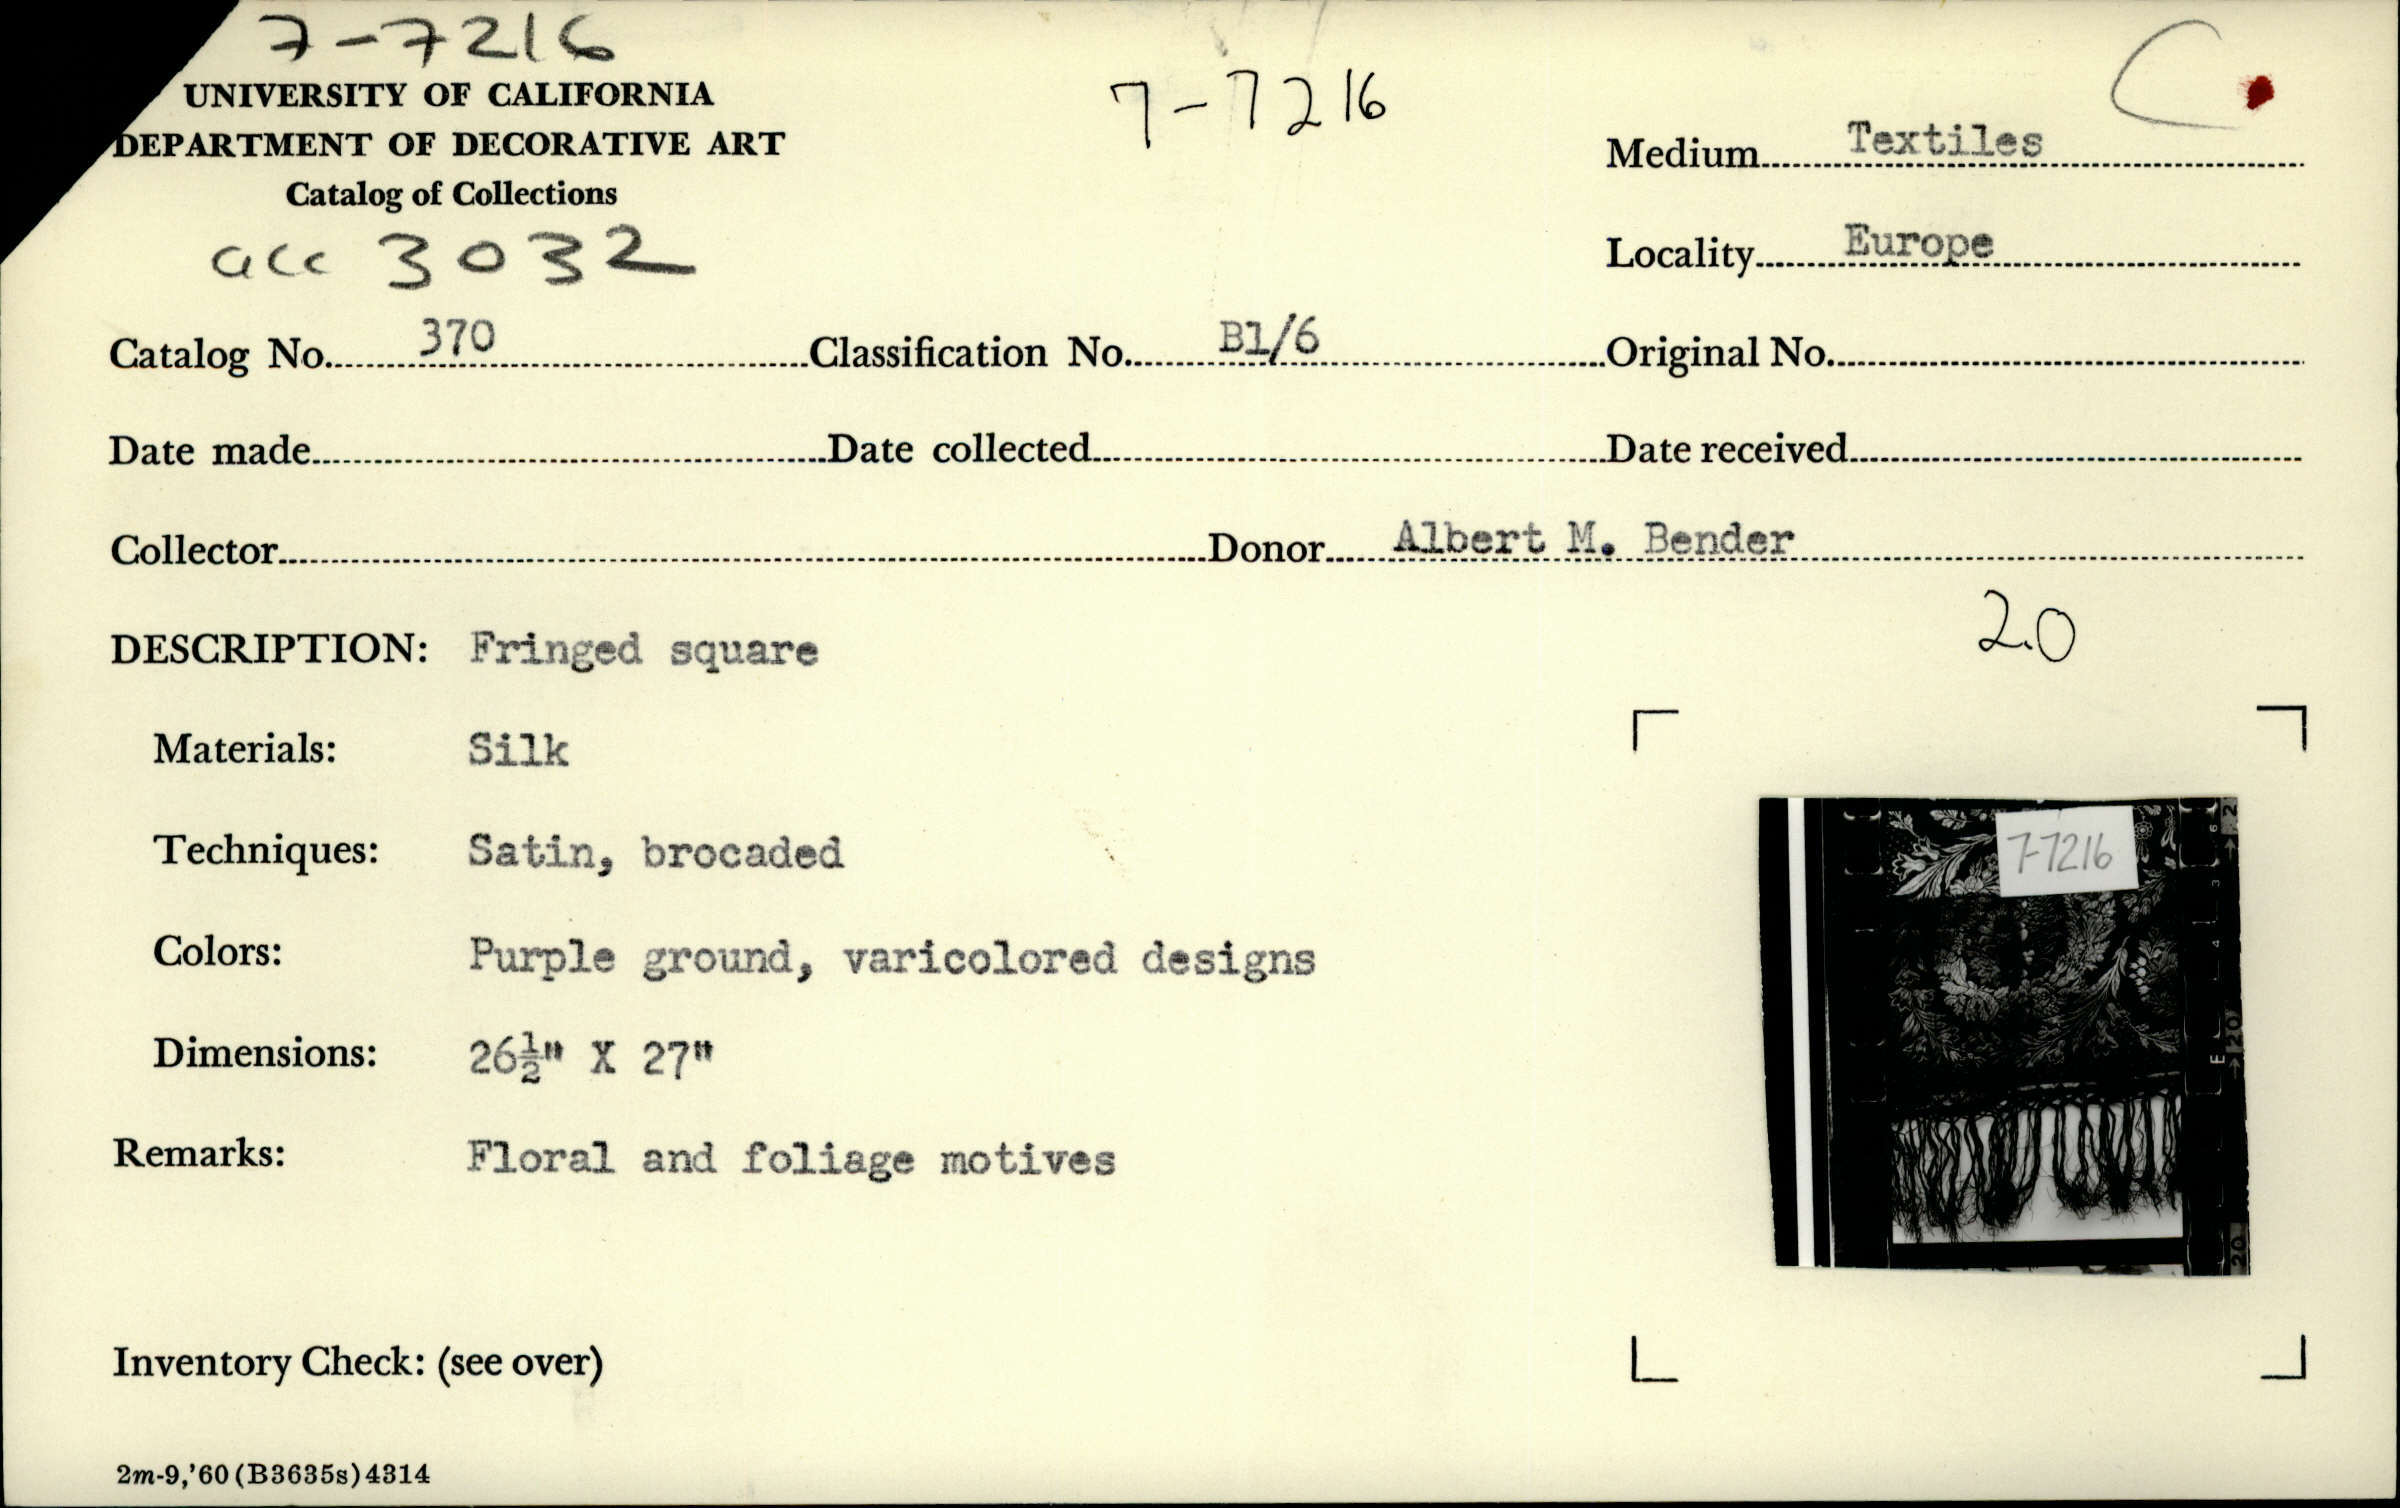 7-7216
UNIVERSITY OF CALIFORNIA
DEPARTMENT OF DECORATIVE ART
Catalog of Collections
acc 3032
7-7216
C
Medium Textiles
Locality Europe
Catalog No. 370 Classification No. B1/6 Original No.
Date made Date collected Date received
Collector Donor Albert M. Bender
20
DESCRIPTION: Fringed square
Materials: Silk
Techniques: Satin, brocaded
Colors: Purple ground, varicolored designs
Dimensions: 26½" X 27"
Remarks: Floral and foliage motives
7-7216
Inventory Check: (see over)
2m-9,'60(B3635s)4314